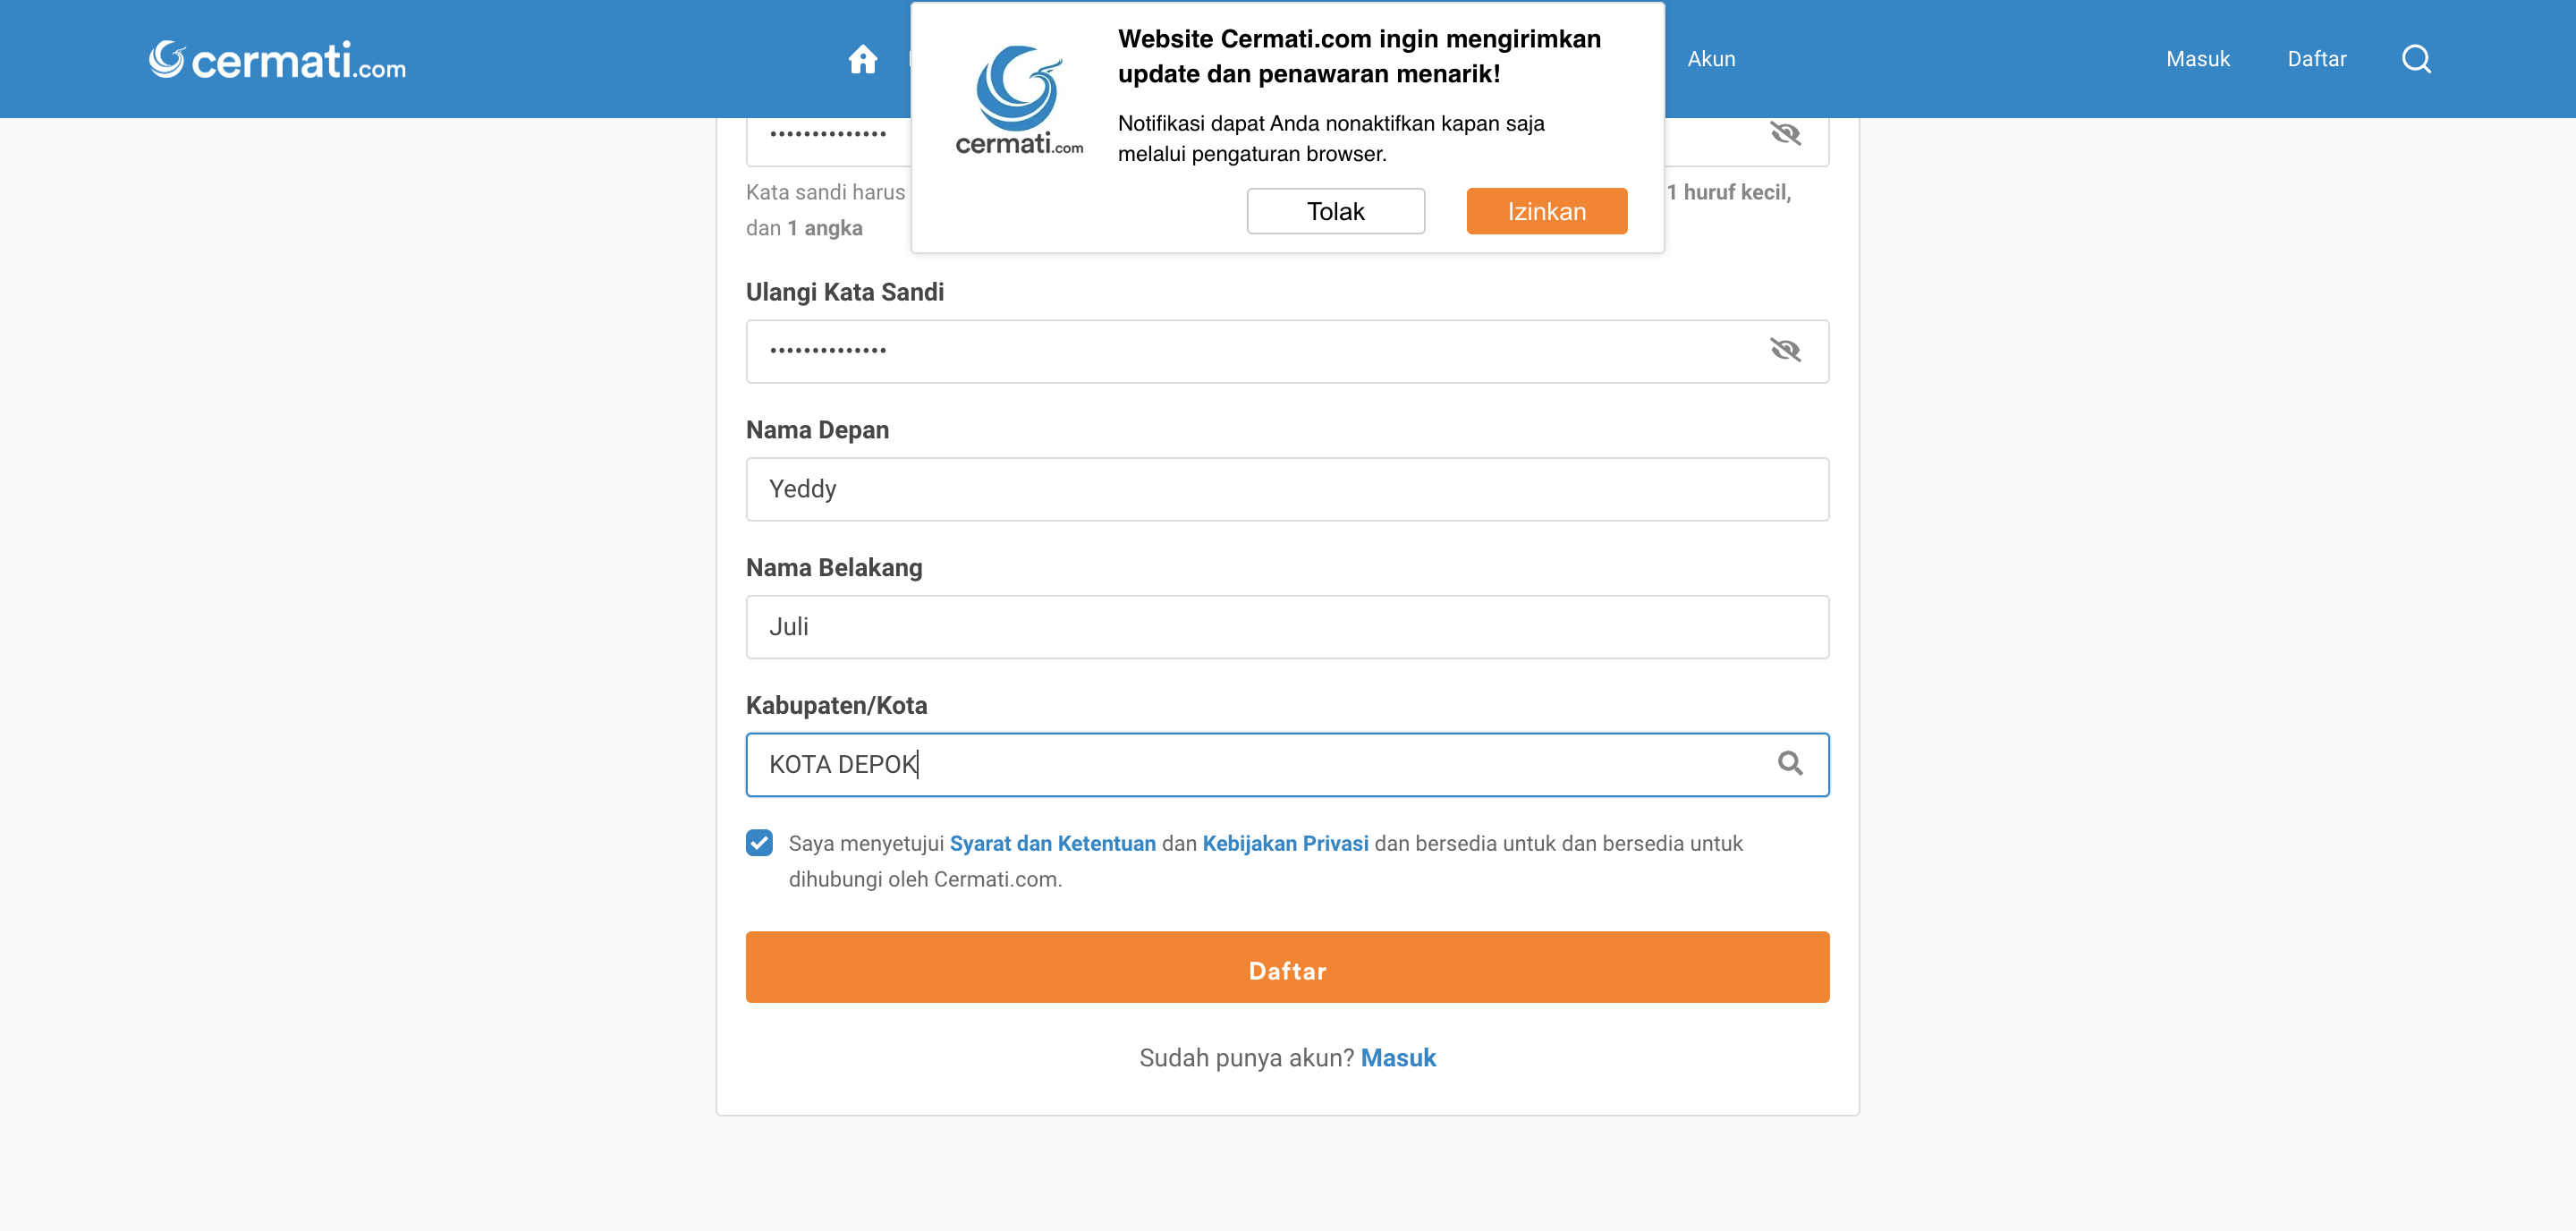 cermati.com
Website Cermati.com ingin mengirimkan
update dan penawaran menarik!
cermati.com
Notifikasi dapat Anda nonaktifkan kapan saja
melalui pengaturan browser.
Tolak
Izinkan
Akun
Masuk
Daftar
Kata sandi harus
1 huruf kecil,
dan 1 angka
Ulangi Kata Sandi
Nama Depan
Yeddy
Nama Belakang
Juli
Kabupaten/Kota
KOTA DEPOK
Saya menyetujui Syarat dan Ketentuan dan Kebijakan Privasi dan bersedia untuk dan bersedia untuk
dihubungi oleh Cermati.com.
Daftar
Sudah punya akun? Masuk